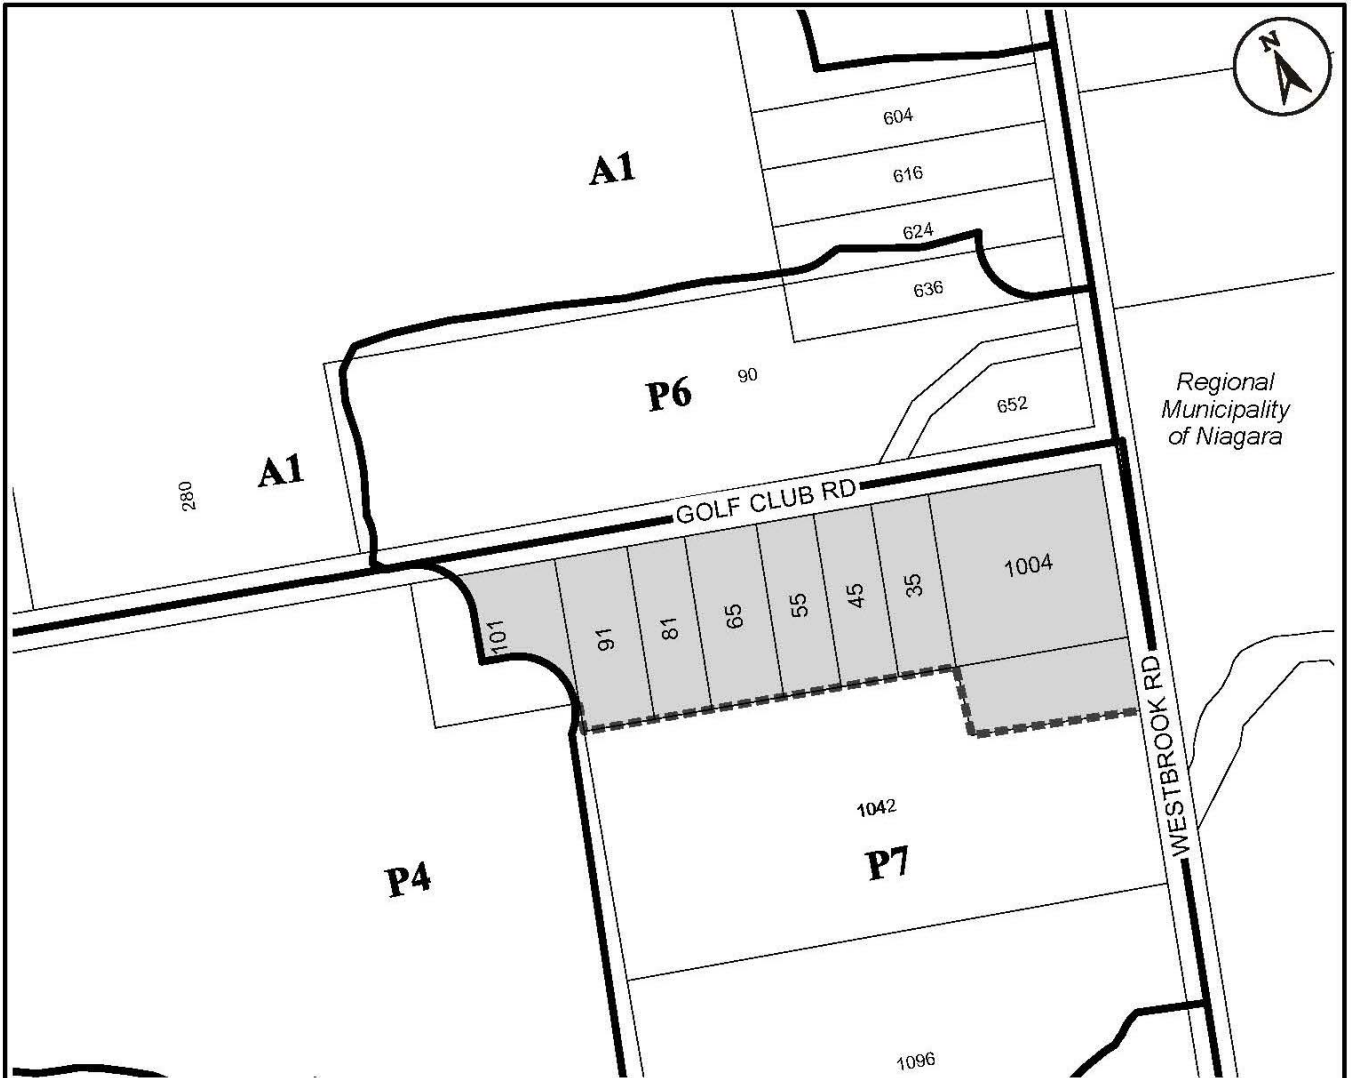 N
604
A1
616
624
636
90
P6
652
Regional
Municipality
of Niagara
A1
280
GOLF CLUB RD
1004
101
91
81
65
55
45
35
WESTBROOK RD
1042
P7
P4
1096